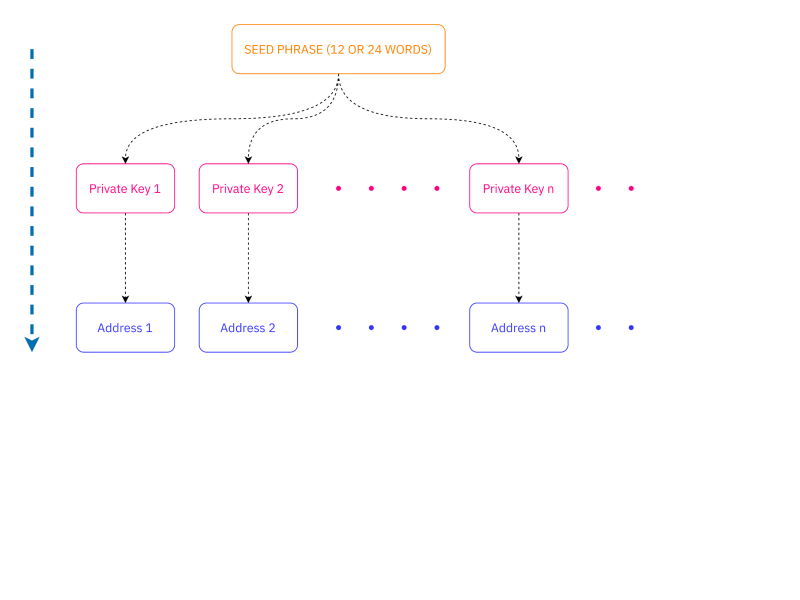 SEED PHRASE (12 OR 24 WORDS)
Private Key 1
Private Key 2
Private Key n
Address 1
Address 2
Address n